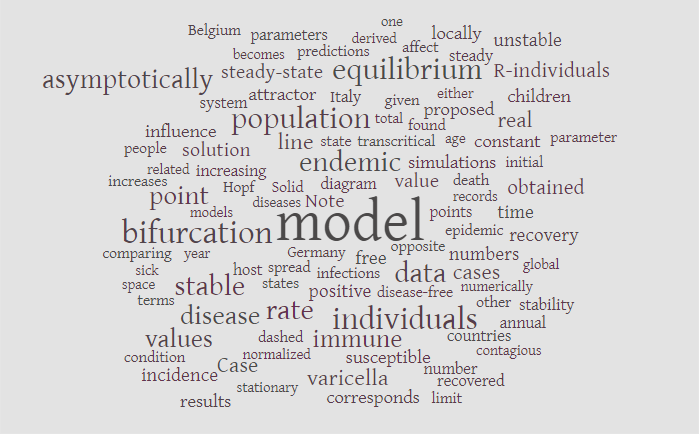 one
Belgium parameters derived locally unstable
becomes predictions affect steady
asymptotically steady-state equilibrium R-individuals
system attractor Italy given either children
population total found proposed real
influence line state transcritical age constant parameter
people solution endemic simulations initial
related increasing
increases Hopf Solid diagram value death obtained
point diseases Note records
models model points time
bifurcation epidemic recovery
comparing year Germany free opposite numbers
sick host spread infections data cases global
space stable states positive disease-free numerically
terms other stability
disease rate individuals annual
values dashed immune countries
condition normalized susceptible contagious
incidence Case varicella number recovered
stationary
results corresponds limit